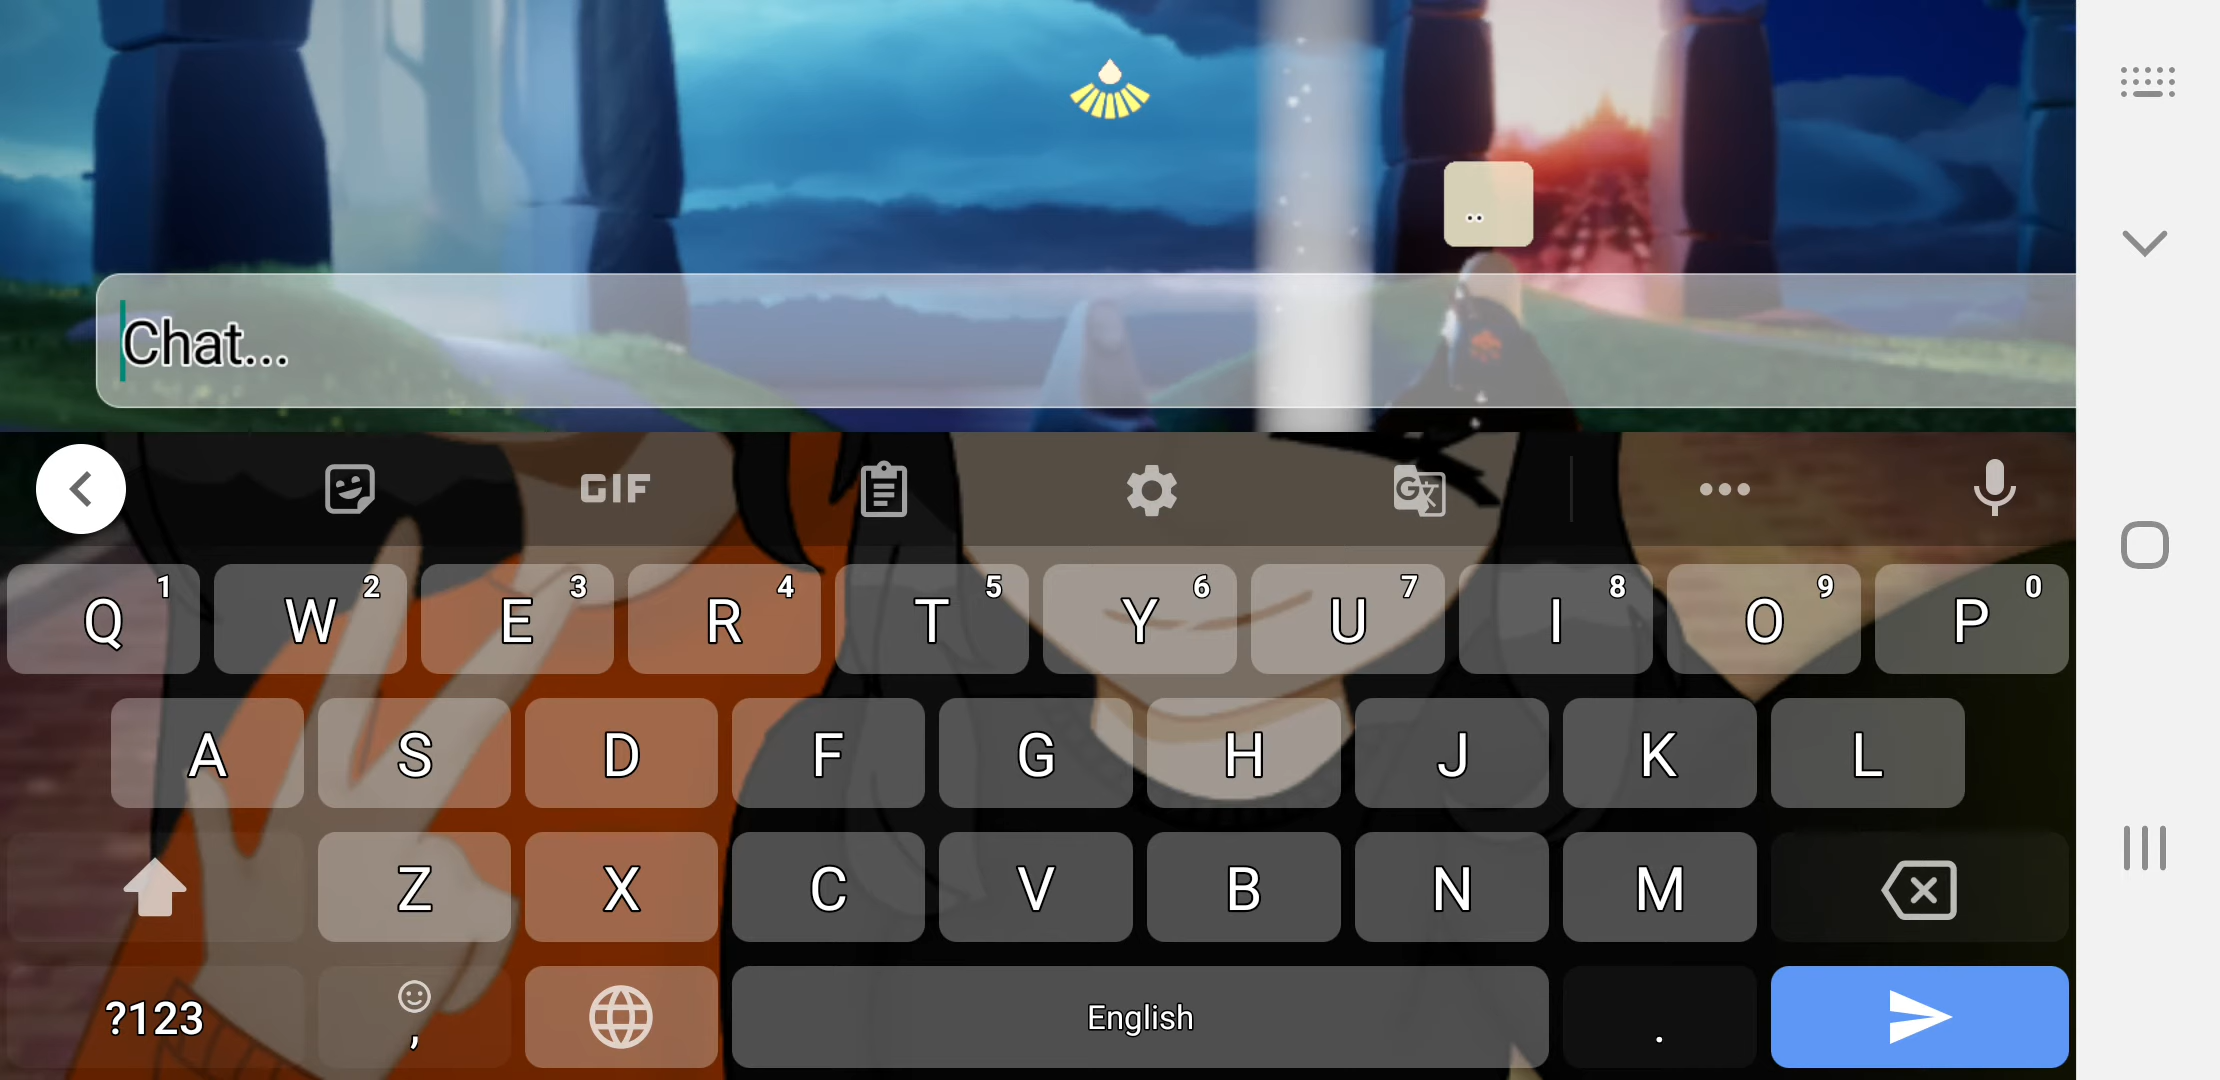 ..
Chat...
GIF
G
Q 1 W 2 E 3 R 4 T 5 Y 6 U 7 I 8 O 9 P 0
A S D F G H J K L
Z X C V B N M
?123 , English .